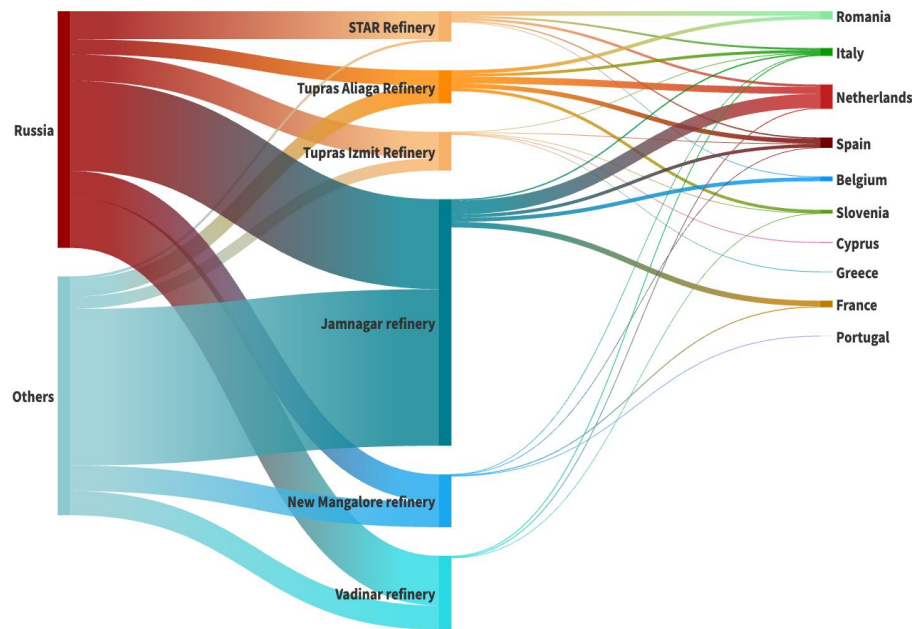 Russia
Others
STAR Refinery
Tupras Aliaga Refinery
Tupras Izmit Refinery
Jamnagar refinery
New Mangalore refinery
Vadinar refinery
Romania
Italy
Netherlands
Spain
Belgium
Slovenia
Cyprus
Greece
France
Portugal